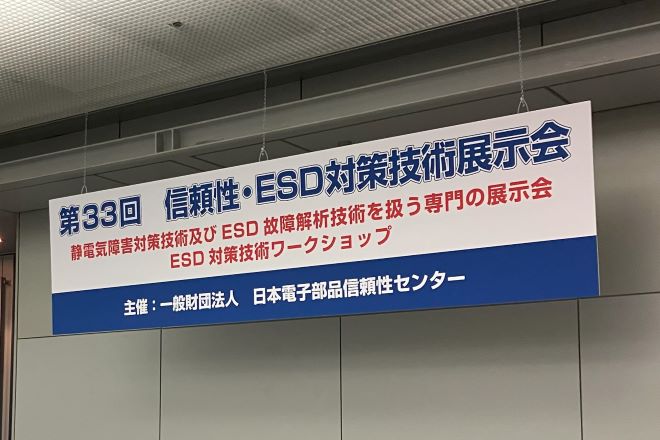 第33回 信頼性・ESD対策技術展示会
静電気障害対策技術及び ESD 故障解析技術を扱う専門の展示会
ESD 対策技術ワークショップ
主催：一般財団法人 日本電子部品信頼性センター